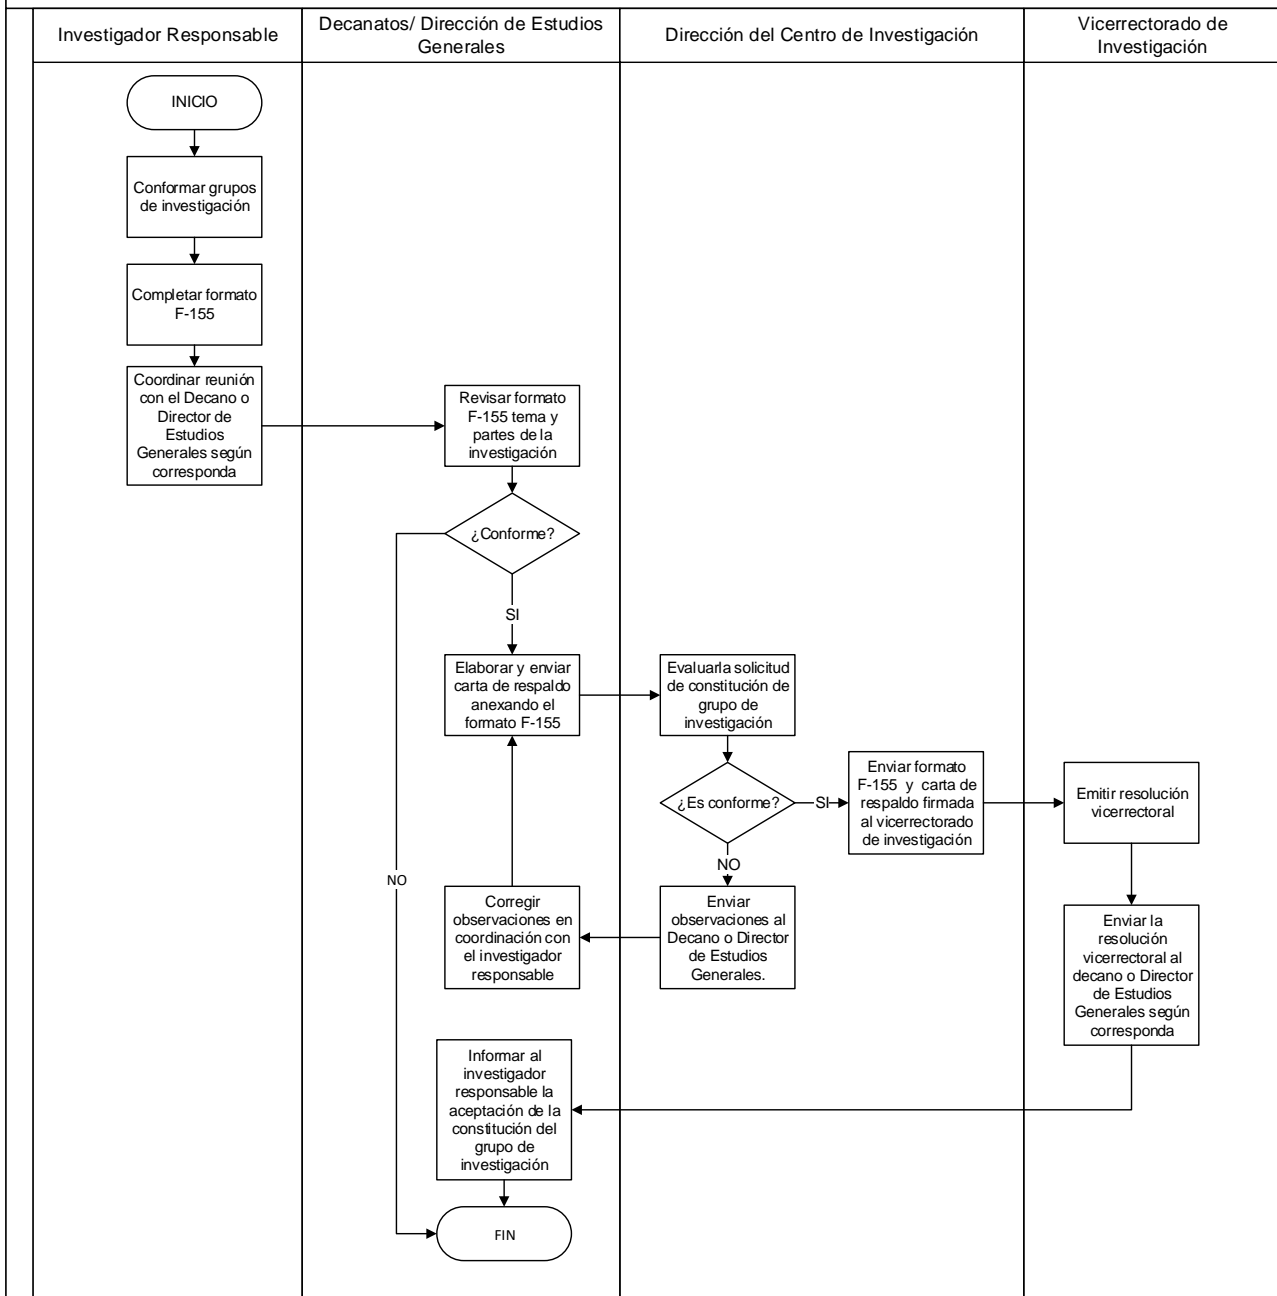 Investigador Responsable
Decanatos/ Dirección de Estudios
Generales
Dirección del Centro de Investigación
Vicerrectorado de
Investigación
INICIO
Conformar grupos
de investigación
Completar formato
F-155
Coordinar reunión
con el Decano o
Director de
Estudios
Generales según
corresponda
Revisar formato
F-155 tema y
partes de la
investigación
¿Conforme?
SI
NO
Elaborar y enviar
carta de respaldo
anexando el
formato F-155
Evaluarla solicitud
de constitución de
grupo de
investigación
¿Es conforme?
SI
NO
Enviar formato
F-155 y carta de
respaldo firmada
al vicerrectorado
de investigación
Emitir resolución
vicerrectoral
Enviar
observaciones al
Decano o Director
de Estudios
Generales.
Corregir
observaciones en
coordinación con
el investigador
responsable
Enviar la
resolución
vicerrectoral al
decano o Director
de Estudios
Generales según
corresponda
Informar al
investigador
responsable la
aceptación de la
constitución del
grupo de
investigación
FIN